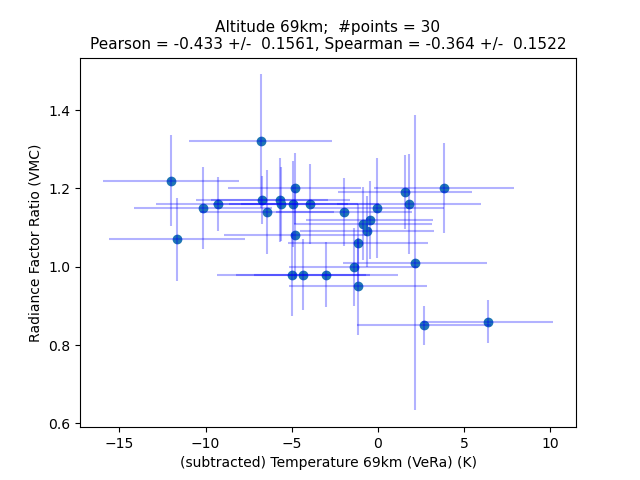 Altitude 69km;  #points = 30
Pearson = -0.433 +/-  0.1561, Spearman = -0.364 +/-  0.1522
Radiance Factor Ratio (VMC)
1.4
1.2
1.0
0.8
0.6
−15 −10 −5 0 5 10
(subtracted) Temperature 69km (VeRa) (K)